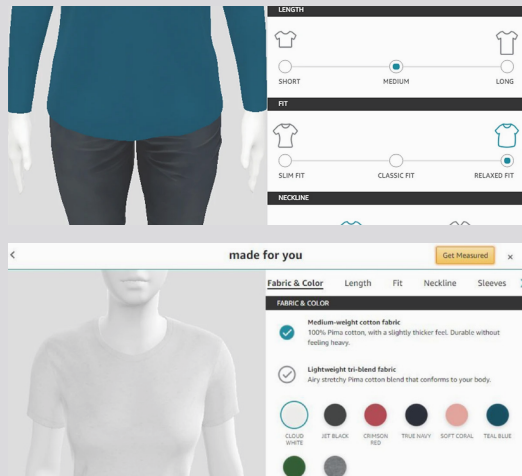 LENGTH
SHORT MEDIUM LONG
FIT
SLIM FIT CLASSIC FIT RELAXED FIT
NECKLINE
made for you
Get Measured
Fabric & Color Length Fit Neckline Sleeves
FABRIC & COLOR
Medium-weight cotton fabric
100% Pima cotton, with a slightly thicker feel. Durable without
feeling heavy.
Lightweight tri-blend fabric
Airy stretchy Pima cotton blend that conforms to your body.
CLOUD WHITE
JET BLACK
CRIMSON RED
TRUE NAVY
SOFT CORAL
TEAL BLUE